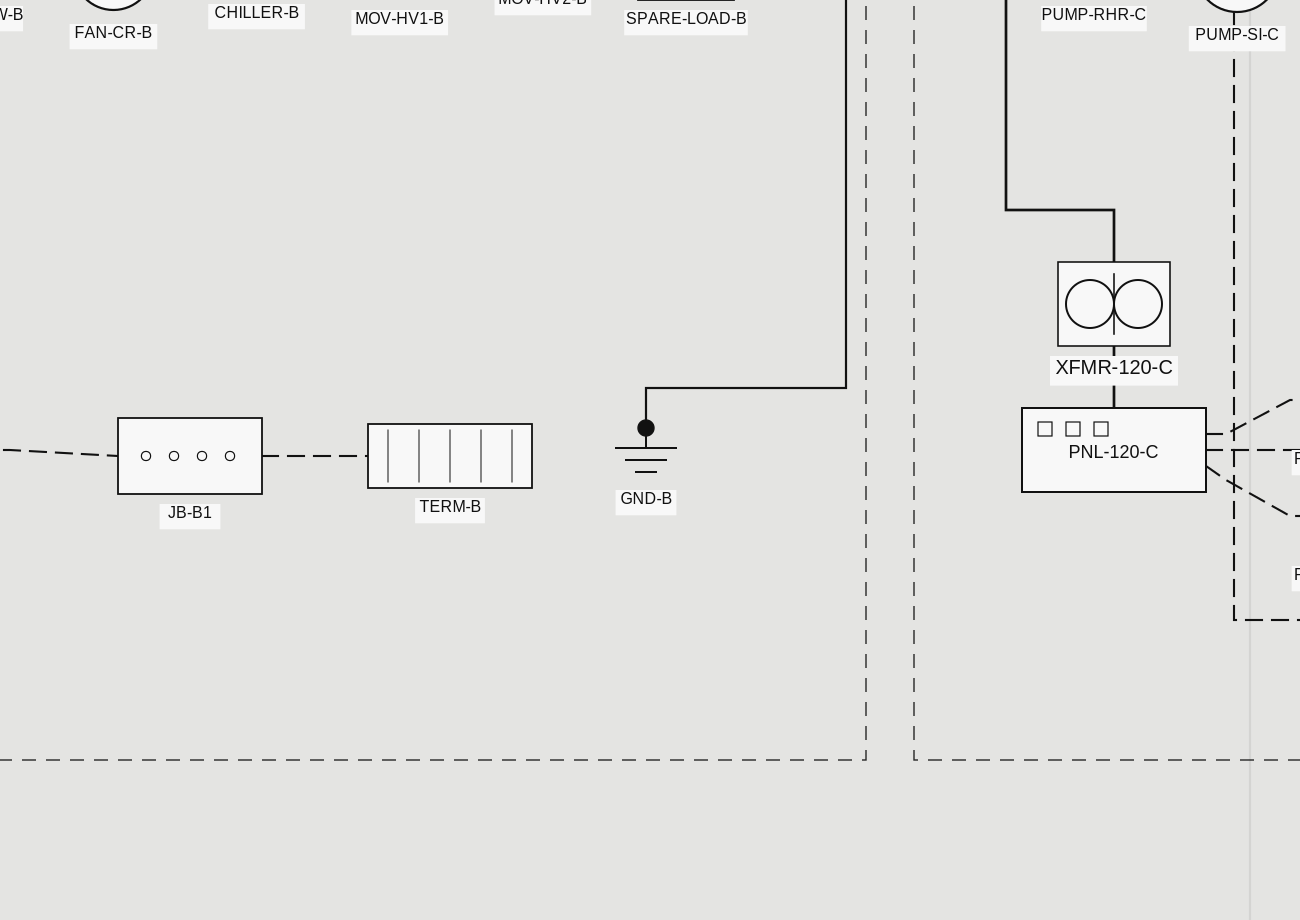 CHILLER-B
MOV-HV1-B
SPARE-LOAD-B
PUMP-RHR-C
FAN-CR-B
PUMP-SI-C
XFMR-120-C
PNL-120-C
JB-B1
TERM-B
GND-B